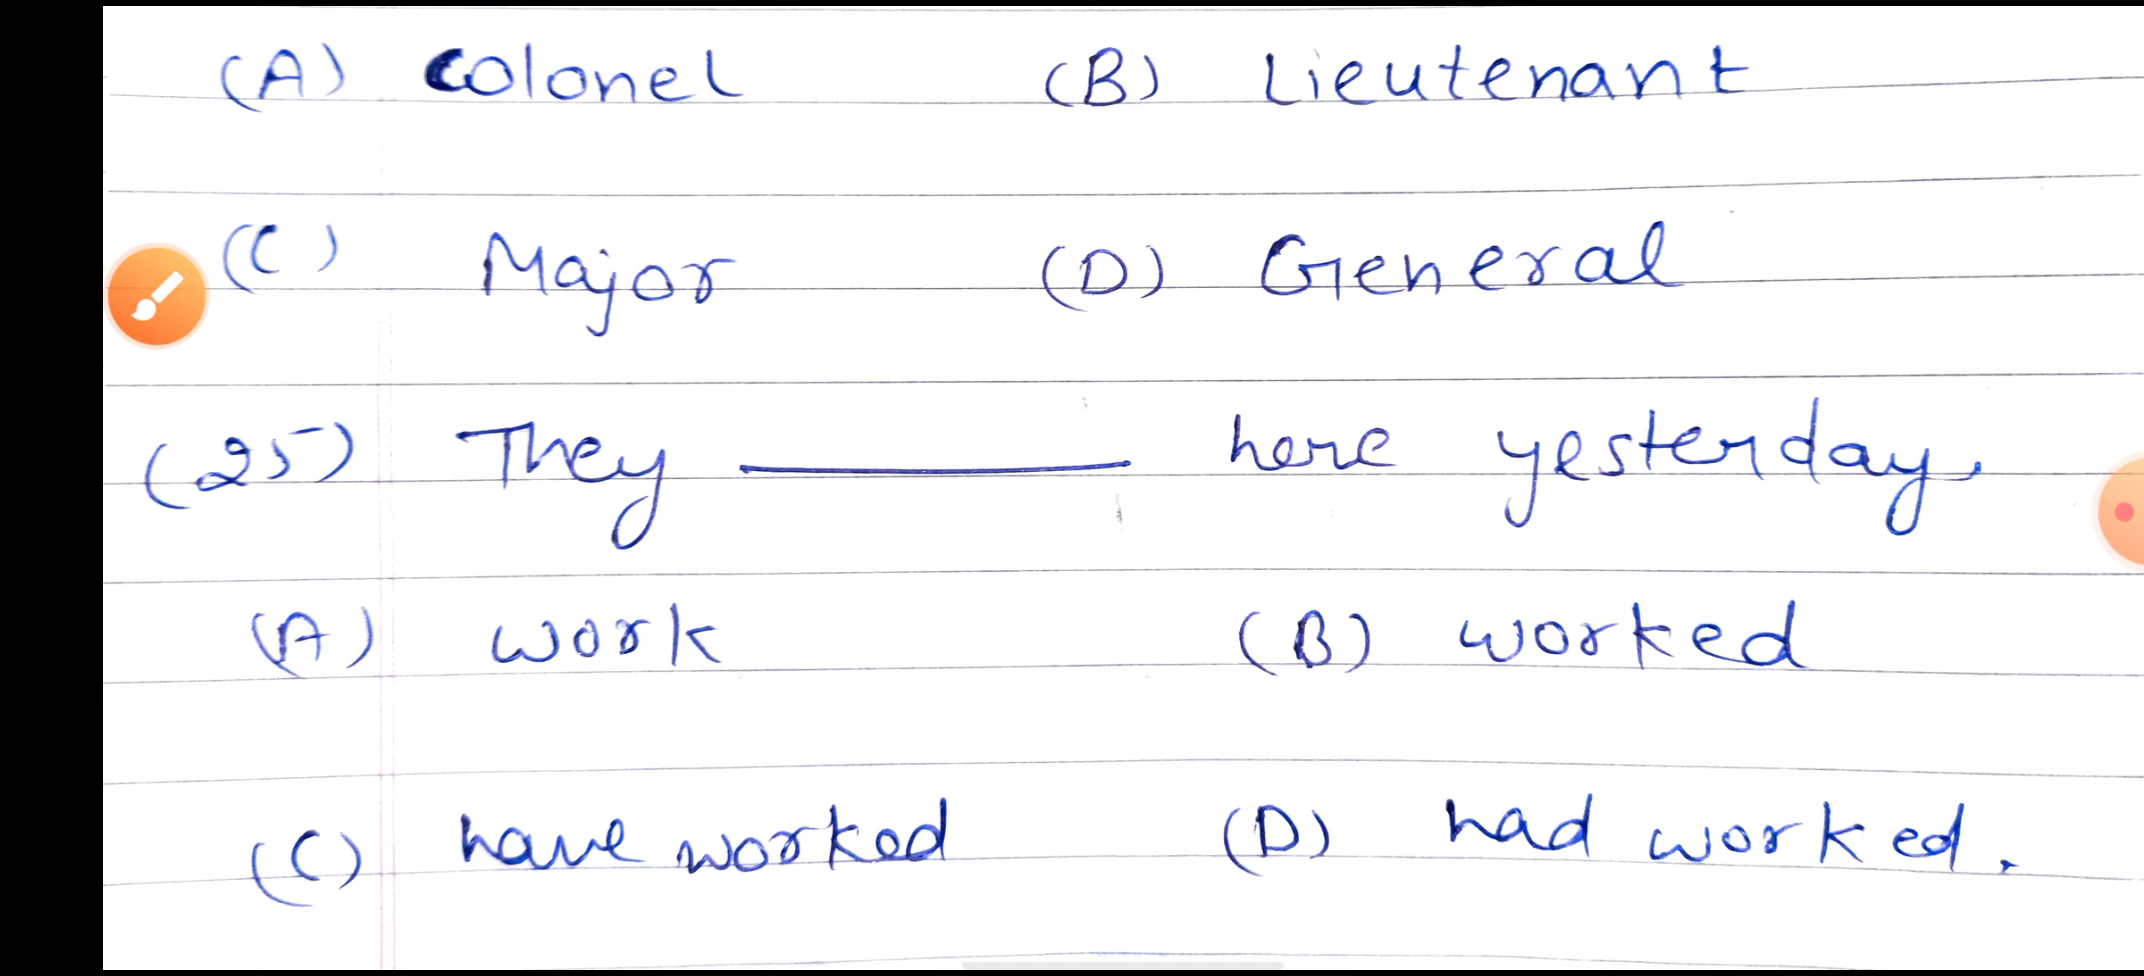 (A) Colonel (B) Lieutenant
(C) Major (D) General
(25) They ________ here yesterday.
(A) work (B) worked
(C) have worked (D) had worked.